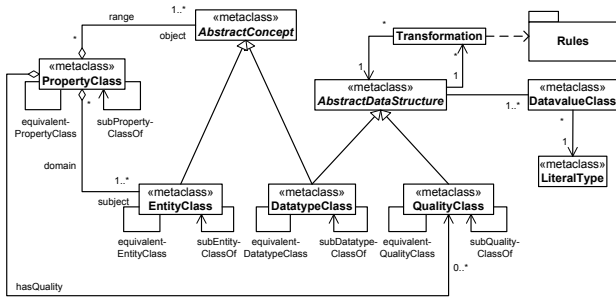 range
1..*
object
*
«metaclass»
AbstractConcept
*
Transformation
*
1
1
Rules
«metaclass»
PropertyClass
*
equivalent-
PropertyClass
subProperty-
ClassOf
«metaclass»
AbstractDataStructure
1..*
*
«metaclass»
DatavalueClass
*
1
domain
1..*
subject
«metaclass»
EntityClass
equivalent-
EntityClass
subEntity-
ClassOf
«metaclass»
DatatypeClass
equivalent-
DatatypeClass
subDatatype-
ClassOf
«metaclass»
QualityClass
equivalent-
QualityClass
subQuality-
ClassOf
«metaclass»
LiteralType
0..*
hasQuality